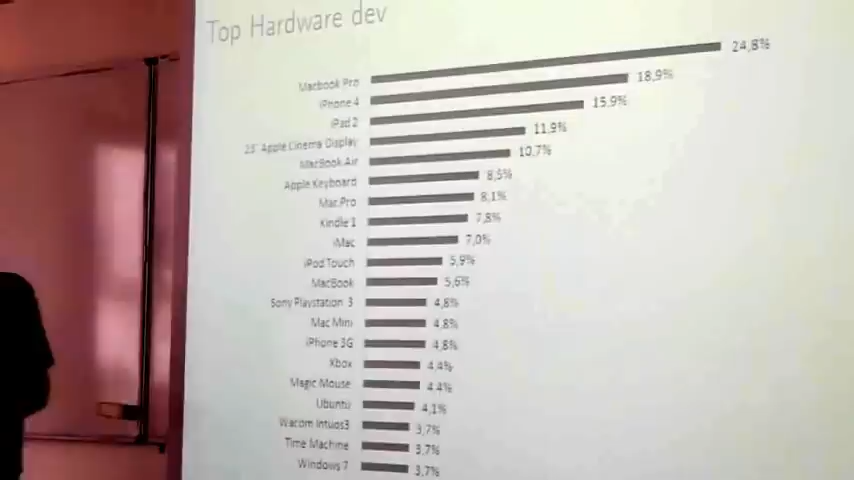 Top Hardware dev
Macbook Pro 24,8%
iPhone 4 18,9%
iPad 2 15,9%
Apple Cinema Display 11,9%
MacBook Air 10,7%
Apple Keyboard 8,5%
Mac Pro 8,1%
Kindle 1 7,8%
iMac 7,0%
iPod Touch 5,9%
MacBook 5,6%
Sony Playstation 3 4,8%
Mac Mini 4,8%
iPhone 3G 4,8%
Xbox 4,4%
Magic Mouse 4,4%
Ubuntu 4,1%
Wacom Intuos3 3,7%
Time Machine 3,7%
Windows 7 3,7%